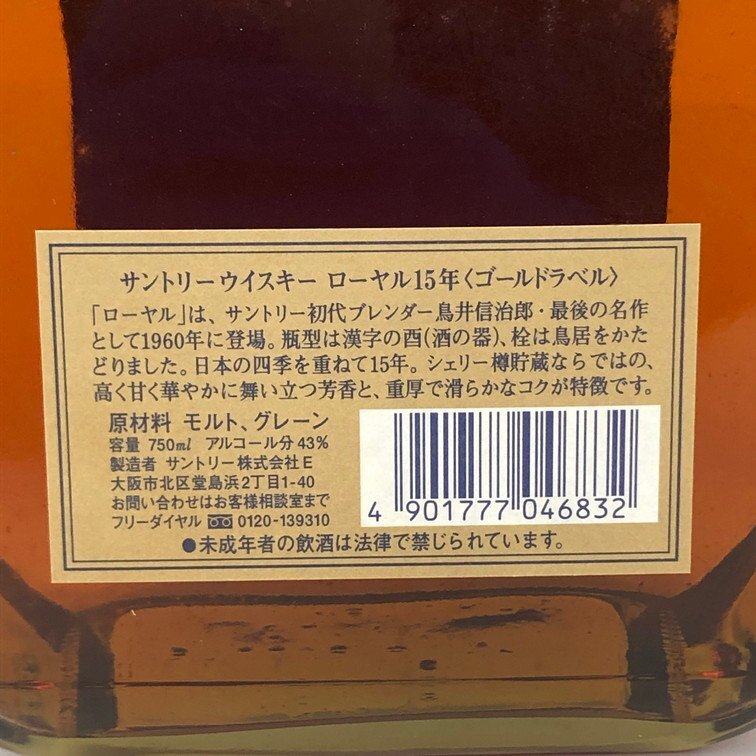 サントリーウイスキー ローヤル15年〈ゴールドラベル〉
「ローヤル」は、サントリー初代ブレンダー鳥井信治郎・最後の名作
として1960年に登場。瓶型は漢字の酉(酒の器)、栓は鳥居をかた
どりました。日本の四季を重ねて15年。シェリー樽貯蔵ならではの、
高く甘く華やかに舞い立つ芳香と、重厚で滑らかなコクが特徴です。
原材料 モルト、グレーン
容量 750ml アルコール分 43%
製造者 サントリー株式会社E
大阪市北区堂島浜2丁目1-40
お問い合わせはお客様相談室まで
フリーダイヤル 0120-139310
4 901777 046832
●未成年者の飲酒は法律で禁じられています。